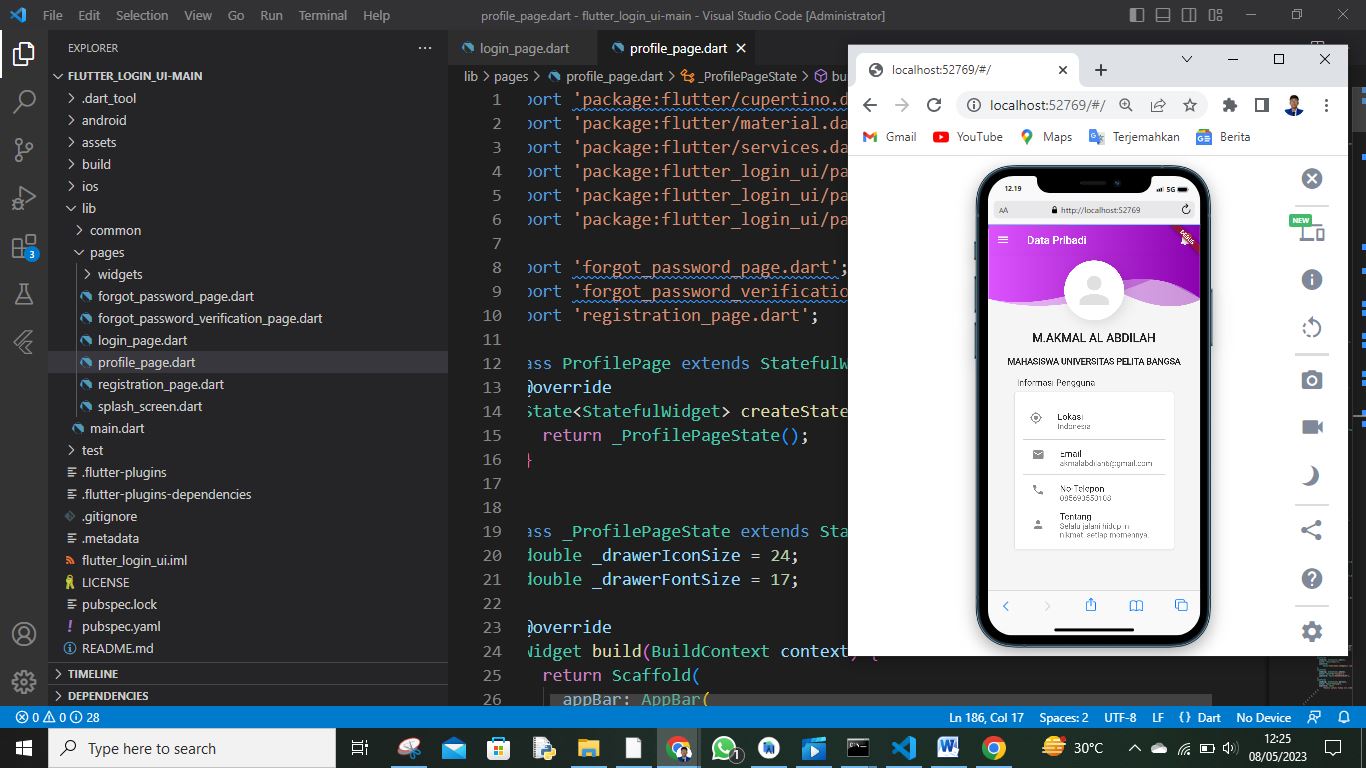 File Edit Selection View Go Run Terminal Help
profile_page.dart - flutter_login_ui-main - Visual Studio Code [Administrator]
EXPLORER
FLUTTER_LOGIN_UI-MAIN
.dart_tool
android
assets
build
ios
lib
common
pages
widgets
forgot_password_page.dart
forgot_password_verification_page.dart
login_page.dart
profile_page.dart
registration_page.dart
splash_screen.dart
main.dart
test
.flutter-plugins
.flutter-plugins-dependencies
.gitignore
.metadata
flutter_login_ui.iml
LICENSE
pubspec.lock
pubspec.yaml
README.md
TIMELINE
DEPENDENCIES
3
login_page.dart
profile_page.dart
lib > pages > profile_page.dart > _ProfilePageState > bu
1 port 'package:flutter/cupertino.d
2 port 'package:flutter/material.da
3 port 'package:flutter/services.da
4 port 'package:flutter_login_ui/pa
5 port 'package:flutter_login_ui/pa
6 port 'package:flutter_login_ui/pa
7
8 port 'forgot_password_page.dart';
9 port 'forgot_password_verificatio
10 port 'registration_page.dart';
11
12 ass ProfilePage extends StatefulW
13 @override
14 State<StatefulWidget> createState
15 return _ProfilePageState();
16 }
17
18
19 ass _ProfilePageState extends Sta
20 double _drawerIconSize = 24;
21 double _drawerFontSize = 17;
22
23 @override
24 Widget build(BuildContext context) {
25 return Scaffold(
26 appBar: AppBar(
localhost:52769/#/
localhost:52769/#/
Gmail YouTube Maps Terjemahkan Berita
NEW
12.19
5G
AA
http://localhost:52769
Data Pribadi
DEBUG
M.AKMAL AL ABDILAH
MAHASISWA UNIVERSITAS PELITA BANGSA
Informasi Pengguna
Lokasi
Indonesia
Email
No Telepon
Tentang
0 0 28
Ln 186, Col 17 Spaces: 2 UTF-8 LF {} Dart No Device
Type here to search
1
30°C
12:25
08/05/2023